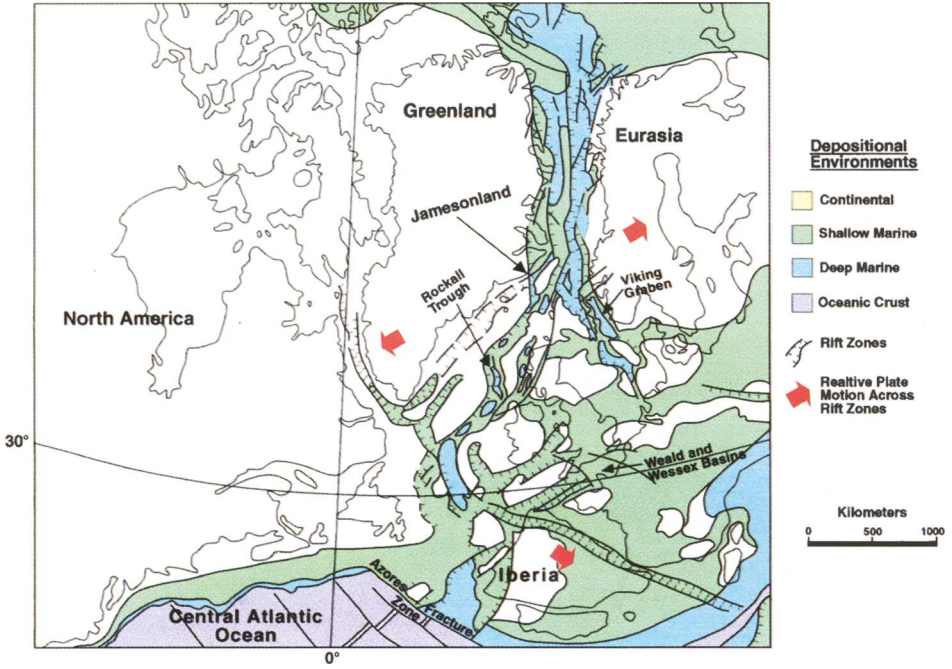 Greenland
Eurasia
Jamesonland
Rockall
Trough
Viking
Graben
North America
30°
Weald and
Wessex Basins
Iberia
Azores Fracture
Zone
Central Atlantic
Ocean
0°
Depositional
Environments
Continental
Shallow Marine
Deep Marine
Oceanic Crust
Rift Zones
Realtive Plate
Motion Across
Rift Zones
Kilometers
0 500 1000